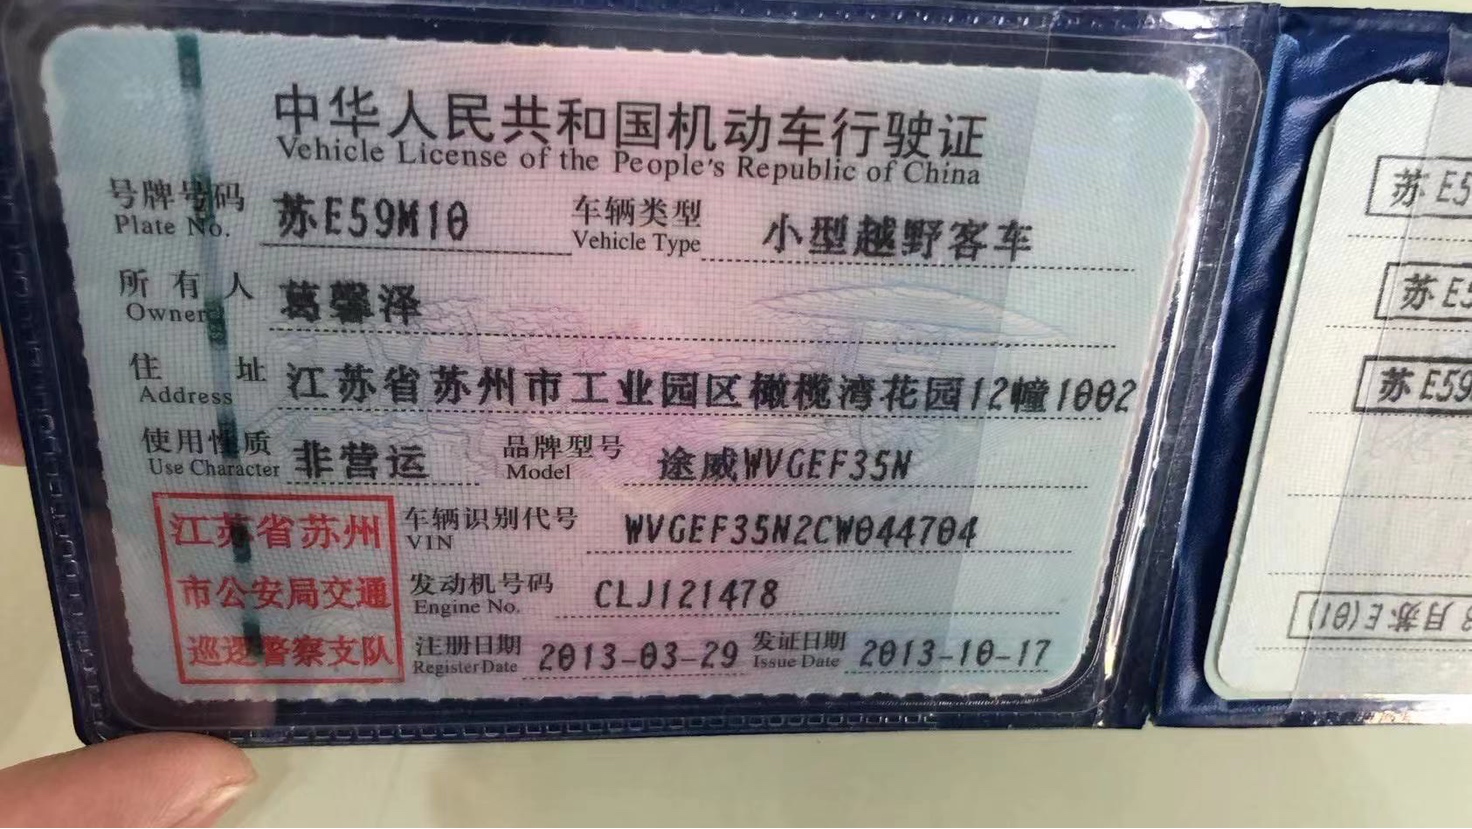 中华人民共和国机动车行驶证
Vehicle License of the People's Republic of China
号牌号码 苏E59M10 车辆类型 小型越野客车
Plate No. Vehicle Type
所有人 葛馨泽
Owner
住址 江苏省苏州市工业园区橄榄湾花园12幢1002
Address
使用性质 非营运 品牌型号 途威WVGEF35N
Use Character Model
江苏省苏州
市公安局交通
巡逻警察支队
车辆识别代号 WVGEF35N2CW044704
VIN
发动机号码 CLJ121478
Engine No.
注册日期 2013-03-29 发证日期 2013-10-17
Register Date Issue Date
苏E5
苏E5
苏E59
月苏E(01)